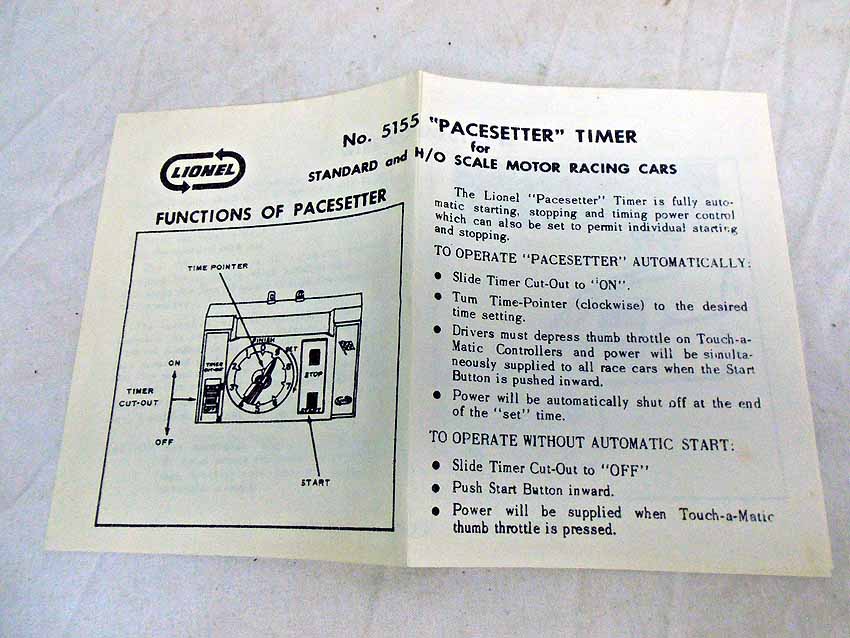 LIONEL
No. 5155 "PACESETTER" TIMER
for
STANDARD and H/O SCALE MOTOR RACING CARS
FUNCTIONS OF PACESETTER
TIME POINTER
FINISH
SET
TIMER
STOP
START
ON
TIMER
CUT-OUT
OFF
START
The Lionel "Pacesetter" Timer is fully auto-
matic starting, stopping and timing power control
which can also be set to permit individual starting
and stopping.
TO OPERATE "PACESETTER" AUTOMATICALLY:
● Slide Timer Cut-Out to "ON".
● Turn Time-Pointer (clockwise) to the desired
time setting.
● Drivers must depress thumb throttle on Touch-a-
Matic Controllers and power will be simulta-
neously supplied to all race cars when the Start
Button is pushed inward.
● Power will be automatically shut off at the end
of the "set" time.
TO OPERATE WITHOUT AUTOMATIC START:
● Slide Timer Cut-Out to "OFF"
● Push Start Button inward.
● Power will be supplied when Touch-a-Matic
thumb throttle is pressed.